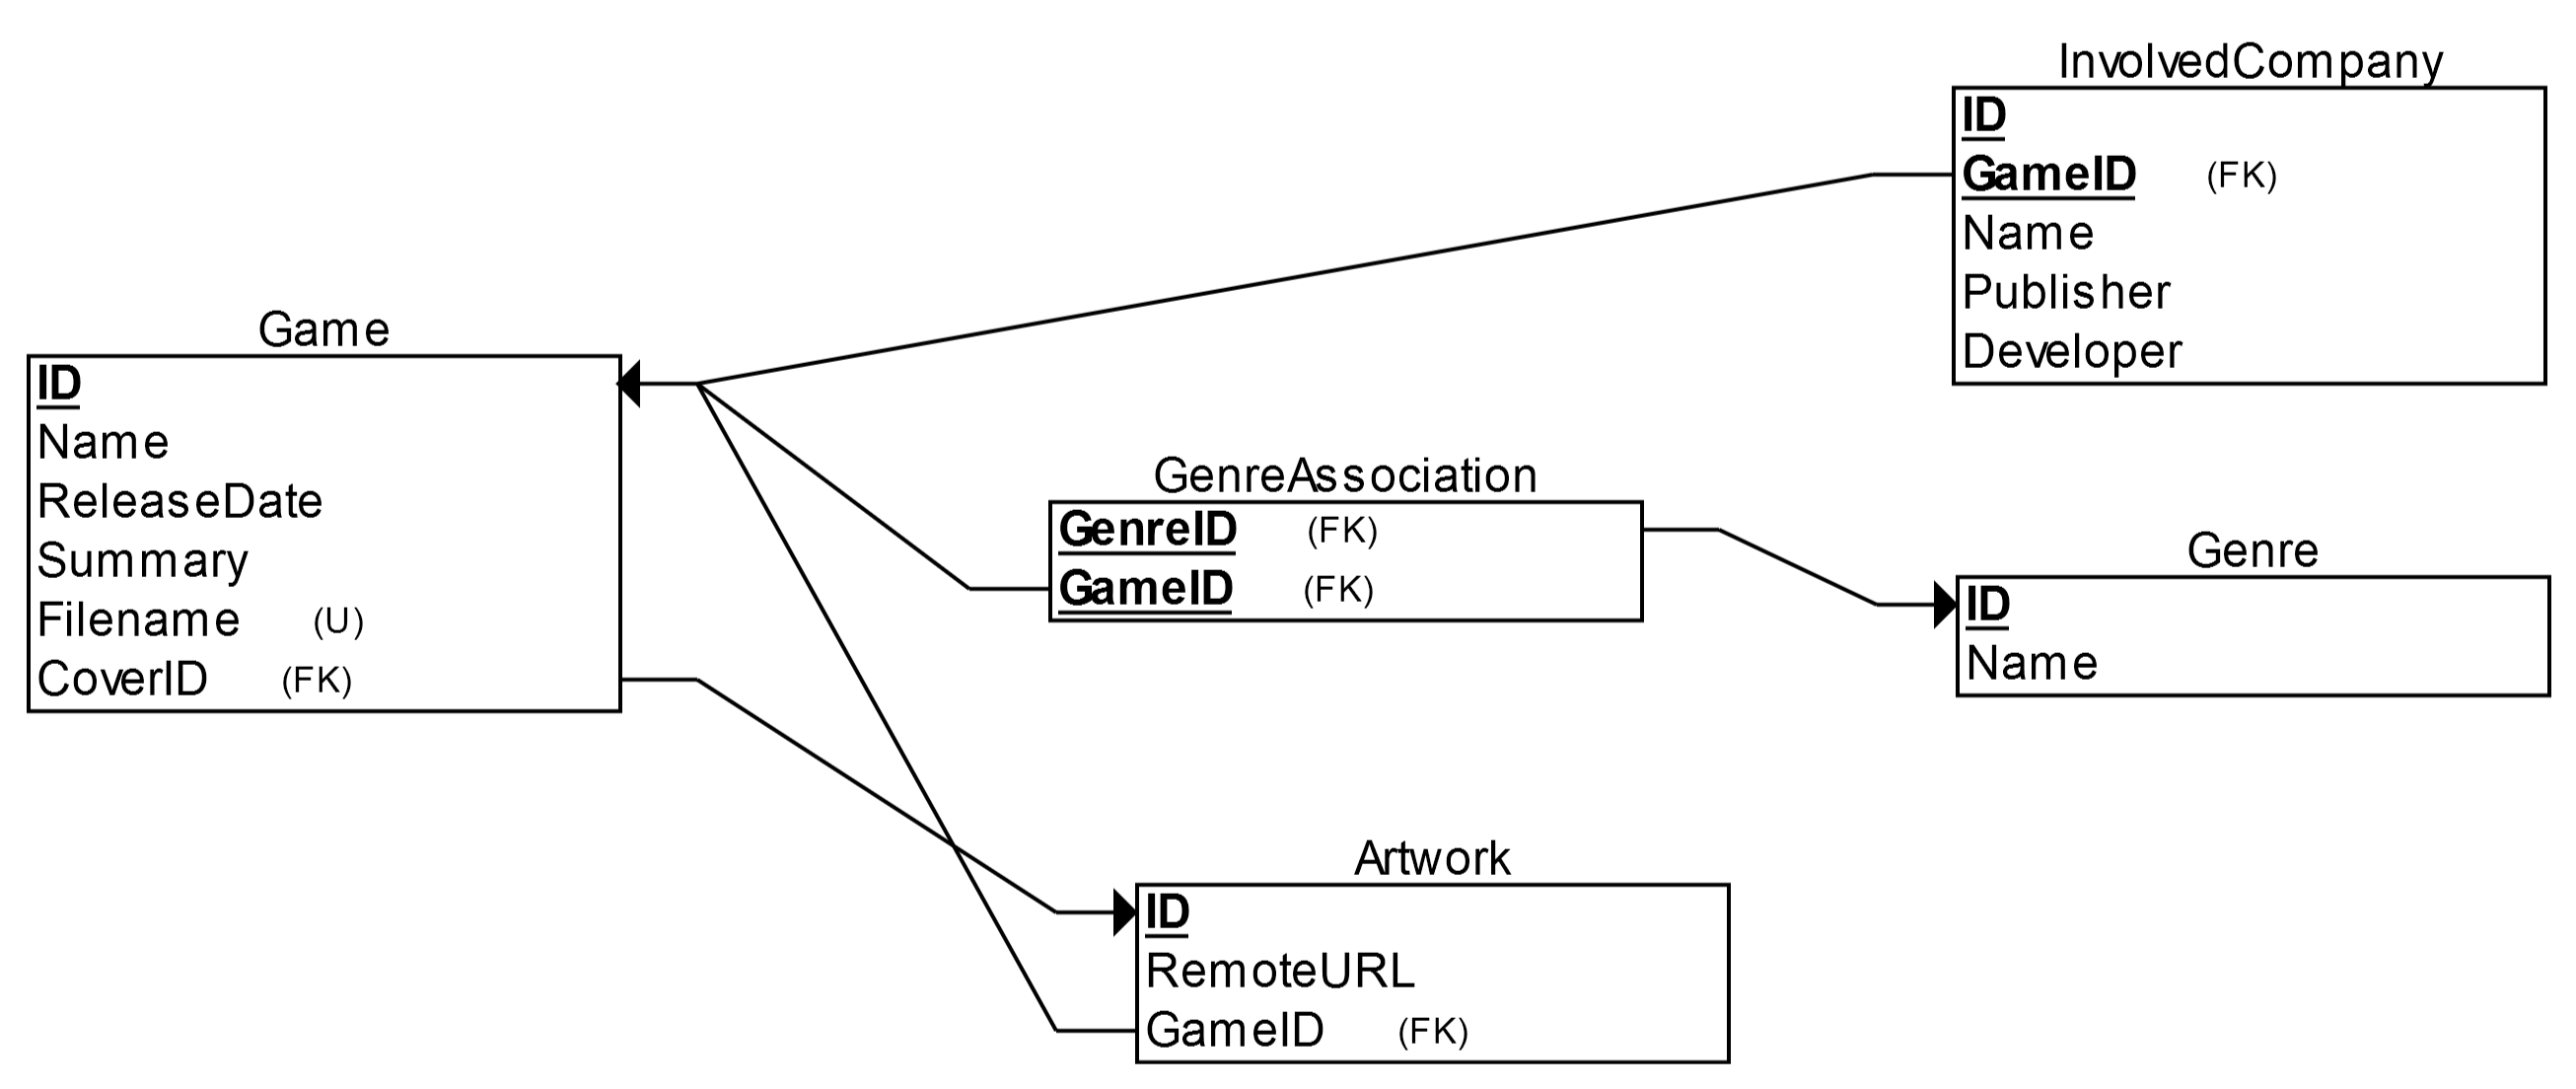 InvolvedCompany
ID
GameID (FK)
Name
Publisher
Developer
Game
ID
Name
ReleaseDate
Summary
Filename (U)
CoverID (FK)
GenreAssociation
GenreID (FK)
GameID (FK)
Genre
ID
Name
Artwork
ID
RemoteURL
GameID (FK)